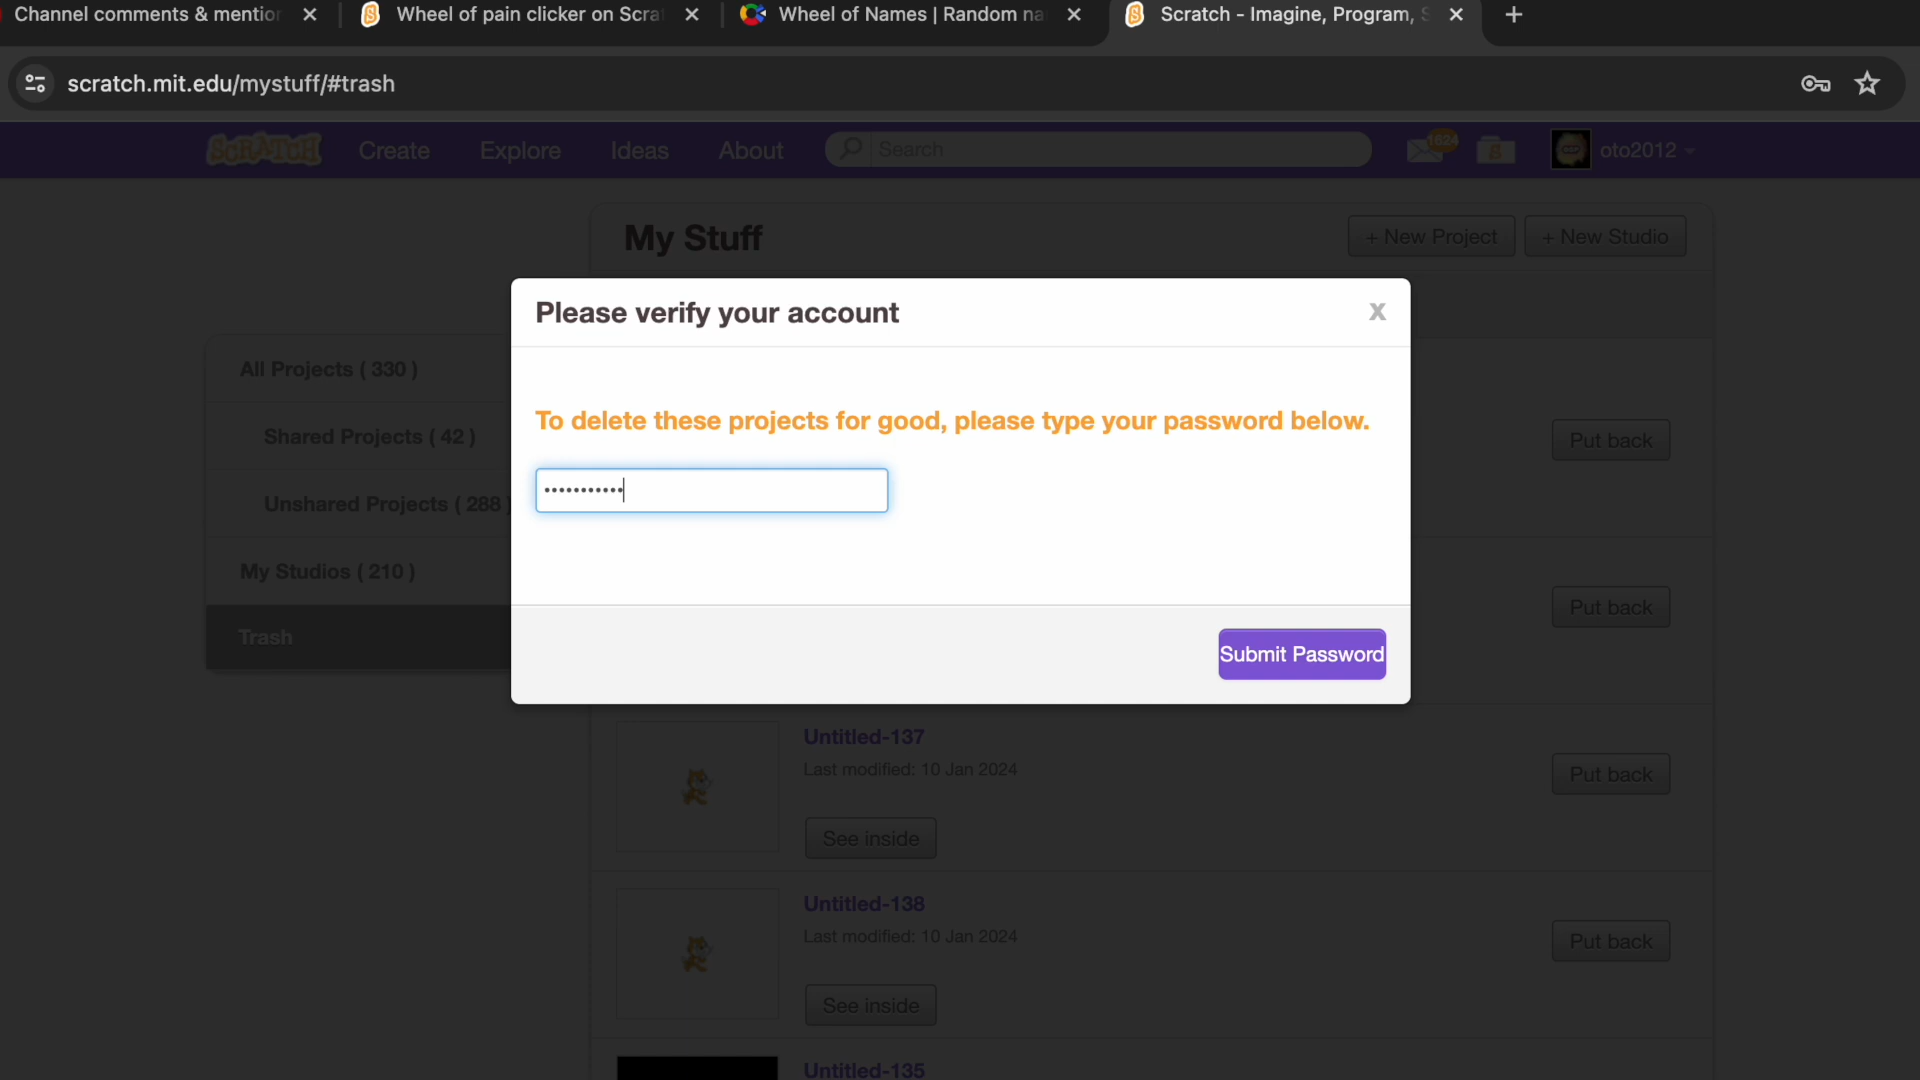 Channel comments & mention
Wheel of pain clicker on Scrat
Wheel of Names | Random na
Scratch - Imagine, Program, S
scratch.mit.edu/mystuff/#trash
SCRATCH
Create
Explore
Ideas
About
Search
1624
oto2012
My Stuff
+ New Project
+ New Studio
Please verify your account
X
To delete these projects for good, please type your password below.
Submit Password
All Projects ( 330 )
Shared Projects ( 42 )
Unshared Projects ( 288 )
My Studios ( 210 )
Trash
Put back
Put back
Untitled-137
Last modified: 10 Jan 2024
Put back
See inside
Untitled-138
Last modified: 10 Jan 2024
Put back
See inside
Untitled-135